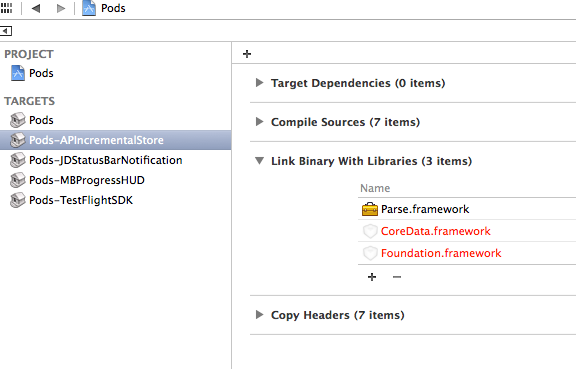 Pods
PROJECT
Pods
TARGETS
Pods
Pods-APIncrementalStore
Pods-JDStatusBarNotification
Pods-MBProgressHUD
Pods-TestFlightSDK
+
Target Dependencies (0 items)
Compile Sources (7 items)
Link Binary With Libraries (3 items)
Name
Parse.framework
CoreData.framework
Foundation.framework
+ −
Copy Headers (7 items)